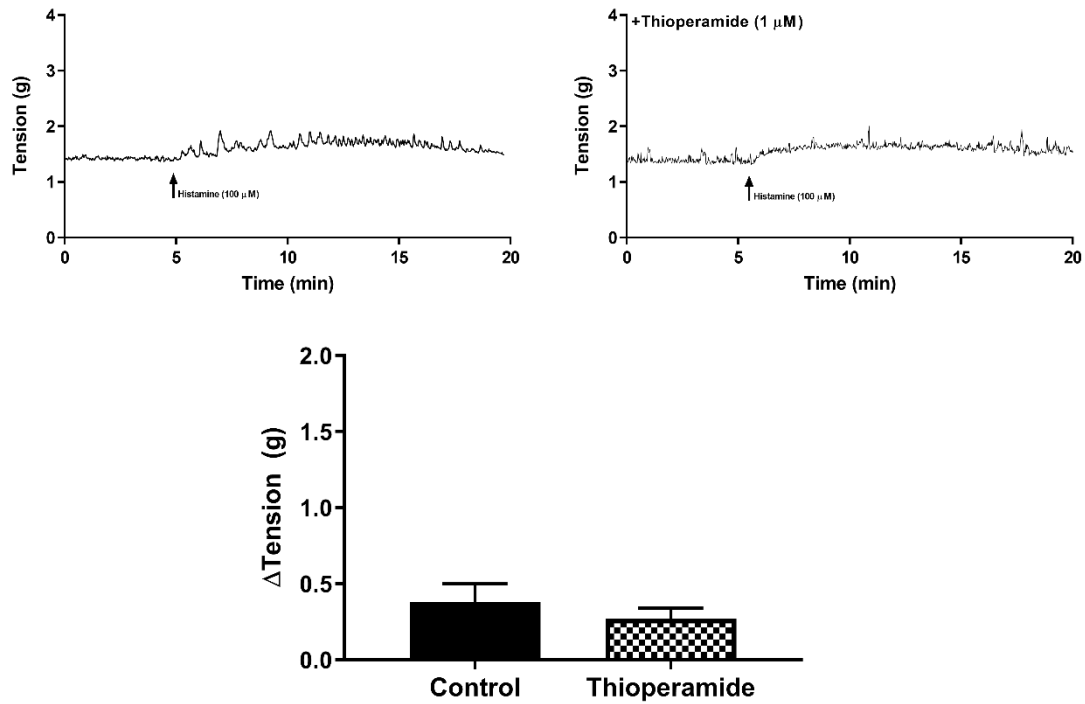 4
3
2
1
0
Tension (g)
0 5 10 15 20
Time (min)
Histamine (100 μM)
+Thioperamide (1 μM)
4
3
2
1
0
Tension (g)
0 5 10 15 20
Time (min)
Histamine (100 μM)
2.0
1.5
1.0
0.5
0.0
ΔTension (g)
Control Thioperamide